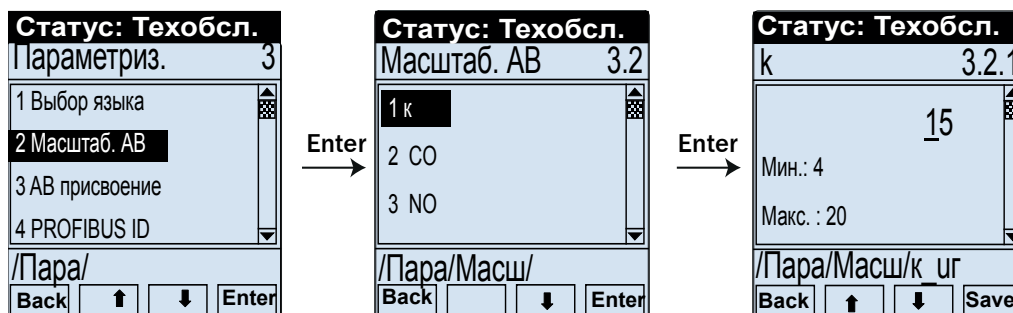 Статус: Техобсл.
Параметриз. 3
1 Выбор языка
2 Масштаб. АВ
3 АВ присвоение
4 PROFIBUS ID
/Пара/
Back Enter
Enter
Статус: Техобсл.
Масштаб. АВ 3.2
1 к
2 CO
3 NO
/Пара/Масш/
Back Enter
Enter
Статус: Техобсл.
k 3.2.1
15
Мин.: 4
Макс. : 20
/Пара/Масш/к_иг
Back Save